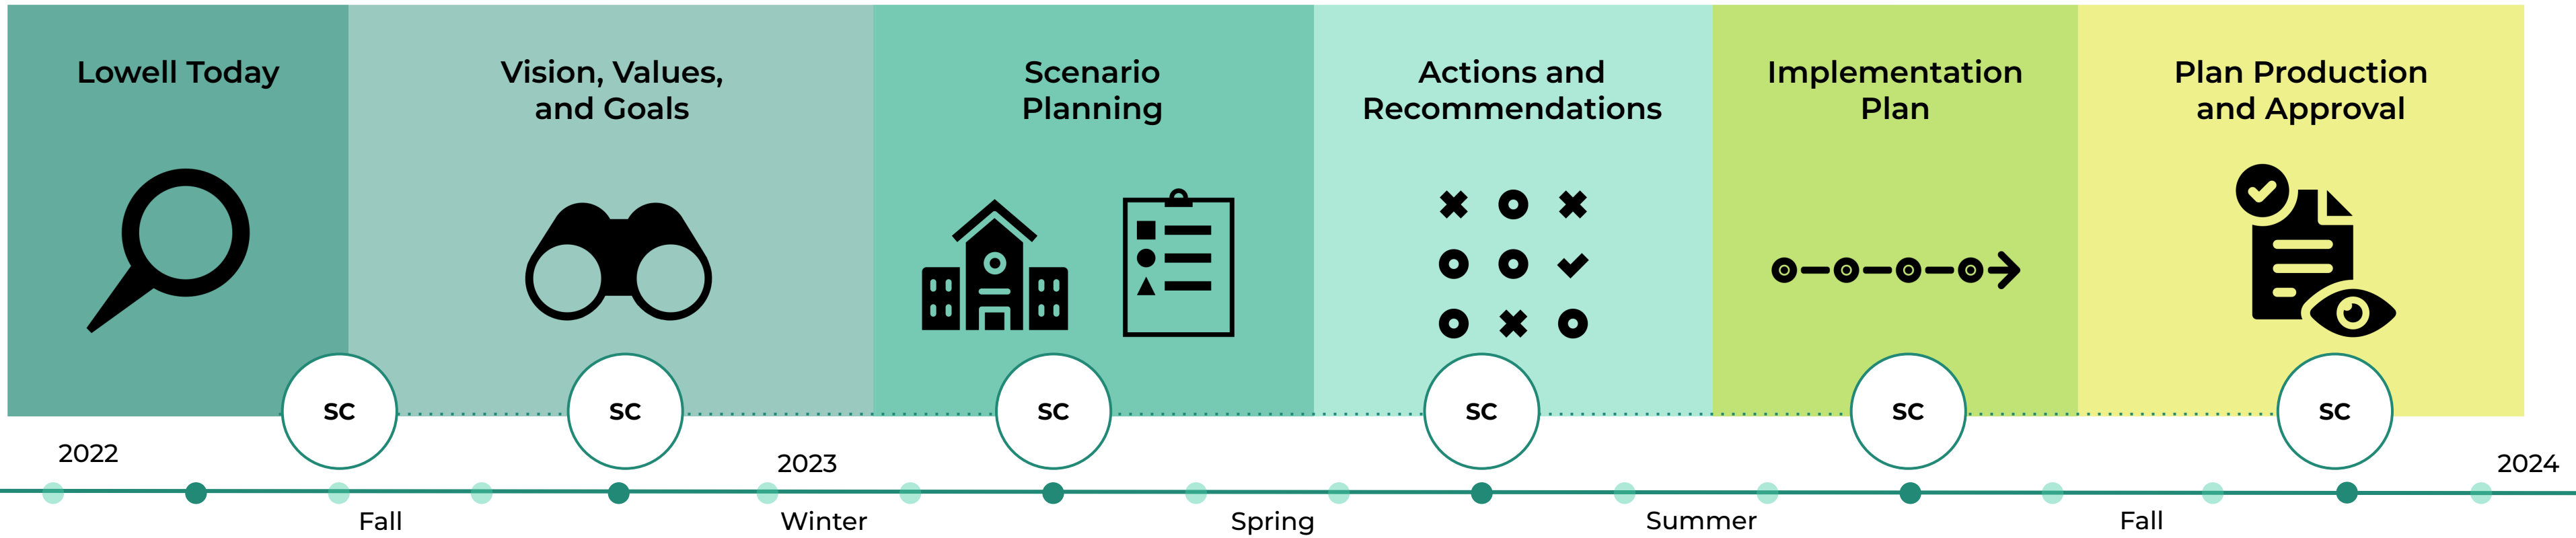 Lowell Today
Vision, Values,
and Goals
Scenario
Planning
Actions and
Recommendations
Implementation
Plan
Plan Production
and Approval
SC
SC
SC
SC
SC
SC
2022
2023
2024
Fall
Winter
Spring
Summer
Fall